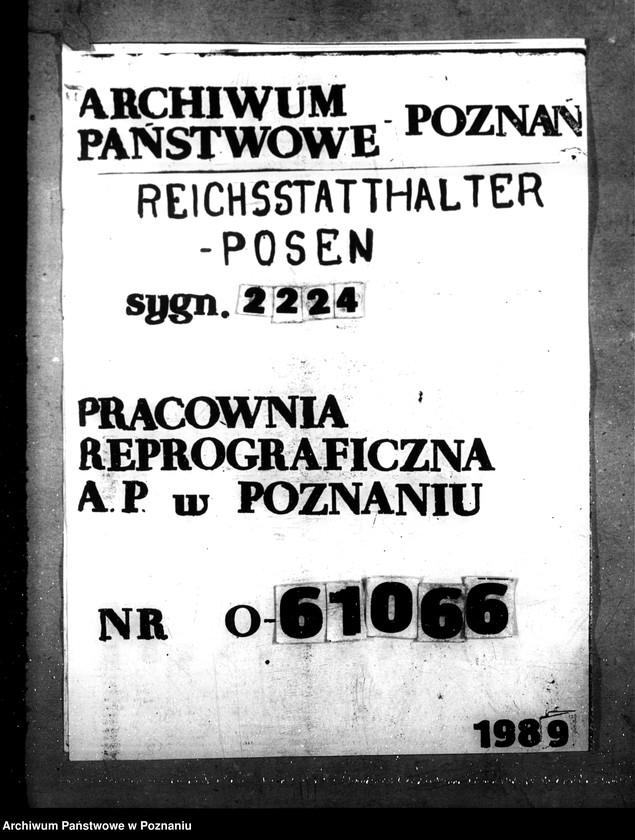 ARCHIWUM
PAŃSTWOWE - POZNAŃ
REICHSSTATTHALTER
-POSEN
sygn. 2224
PRACOWNIA
REPROGRAFICZNA
A.P. w POZNANIU
NR O-61066
1989
Archiwum Państwowe w Poznaniu